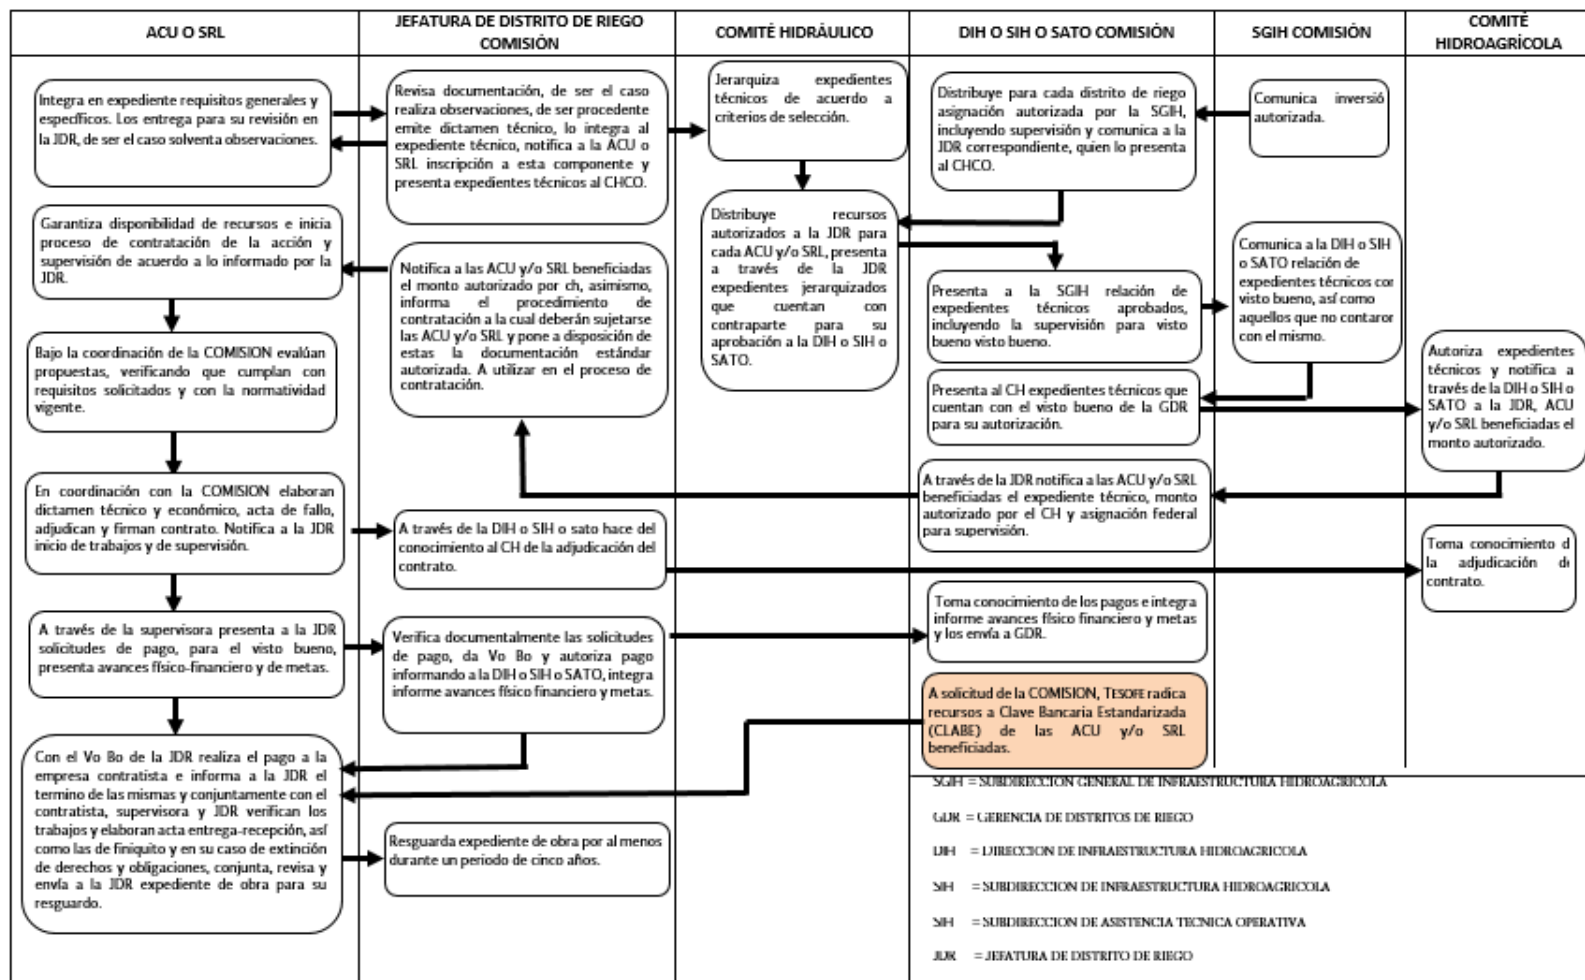 ACU O SRL
JEFATURA DE DISTRITO DE RIEGO
COMISIÓN
COMITÉ HIDRÁULICO
DIH O SIH O SATO COMISIÓN
SGIH COMISIÓN
COMITÉ
HIDROAGRÍCOLA
Integra en expediente requisitos generales y
específicos. Los entrega para su revisión en
la JDR, de ser el caso solventa observaciones.
Garantiza disponibilidad de recursos e inicia
proceso de contratación de la acción y
supervisión de acuerdo a lo informado por la
JDR.
Bajo la coordinación de la COMISION evalúan
propuestas, verificando que cumplan con
requisitos solicitados y con la normatividad
vigente.
En coordinación con la COMISION elaboran
dictamen técnico y económico, acta de fallo,
adjudican y firman contrato. Notifica a la JDR
inicio de trabajos y de supervisión.
A través de la supervisora presenta a la JDR
solicitudes de pago, para el visto bueno,
presenta avances físico-financiero y de metas.
Con el Vo Bo de la JDR realiza el pago a la
empresa contratista e informa a la JDR el
termino de las mismas y conjuntamente con el
contratista, supervisora y JDR verifican los
trabajos y elaboran acta entrega-recepción, así
como las de finiquito y en su caso de extinción
de derechos y obligaciones, conjunta, revisa y
envía a la JDR expediente de obra para su
resguardo.
Revisa documentación, de ser el caso
realiza observaciones, de ser procedente
emite dictamen técnico, lo integra al
expediente técnico, notifica a la ACU o
SRL inscripción a esta componente y
presenta expedientes técnicos al CHCO.
Notifica a las ACU y/o SRL beneficiadas
el monto autorizado por ch, asimismo,
informa el procedimiento de
contratación a la cual deberán sujetarse
las ACU y/o SRL y pone a disposición de
estas la documentación estándar
autorizada. A utilizar en el proceso de
contratación.
A través de la DIH o SIH o sato hace del
conocimiento al CH de la adjudicación del
contrato.
Verifica documentalmente las solicitudes
de pago, da Vo Bo y autoriza pago
informando a la DIH o SIH o SATO, integra
informe avances físico financiero y metas.
Resguarda expediente de obra por al menos
durante un periodo de cinco años.
Jerarquiza expedientes
técnicos de acuerdo a
criterios de selección.
Distribuye recursos
autorizados a la JDR para
cada ACU y/o SRL, presenta
a través de la JDR
expedientes jerarquizados
que cuentan con
contraparte para su
aprobación a la DIH o SIH o
SATO.
Distribuye para cada distrito de riego
asignación autorizada por la SGIH,
incluyendo supervisión y comunica a la
JDR correspondiente, quien lo presenta
al CHCO.
Presenta a la SGIH relación de
expedientes técnicos aprobados,
incluyendo la supervisión para visto
bueno visto bueno.
Presenta al CH expedientes técnicos que
cuentan con el visto bueno de la GDR
para su autorización.
A través de la JDR notifica a las ACU y/o SRL
beneficiadas el expediente técnico, monto
autorizado por el CH y asignación federal
para supervisión.
Toma conocimiento de los pagos e integra
informe avances físico financiero y metas
y los envía a GDR.
A solicitud de la COMISION, TESOFE radica
recursos a Clave Bancaria Estandarizada
(CLABE) de las ACU y/o SRL
beneficiadas.
Comunica inversió
autorizada.
Comunica a la DIH o SIH
o SATO relación de
expedientes técnicos con
visto bueno, así como
aquellos que no contaron
con el mismo.
Autoriza expedientes
técnicos y notifica a
través de la DIH o SIH o
SATO a la JDR, ACU
y/o SRL beneficiadas el
monto autorizado.
Toma conocimiento d
la adjudicación de
contrato.
SGIH = SUBDIRECCION GENERAL DE INFRAESTRUCTURA HIDROAGRICOLA
GDR = GERENCIA DE DISTRITOS DE RIEGO
DIH = DIRECCION DE INFRAESTRUCTURA HIDROAGRICOLA
SIH = SUBDIRECCION DE INFRAESTRUCTURA HIDROAGRICOLA
SIH = SUBDIRECCION DE ASISTENCIA TECNICA OPERATIVA
JDR = JEFATURA DE DISTRITO DE RIEGO